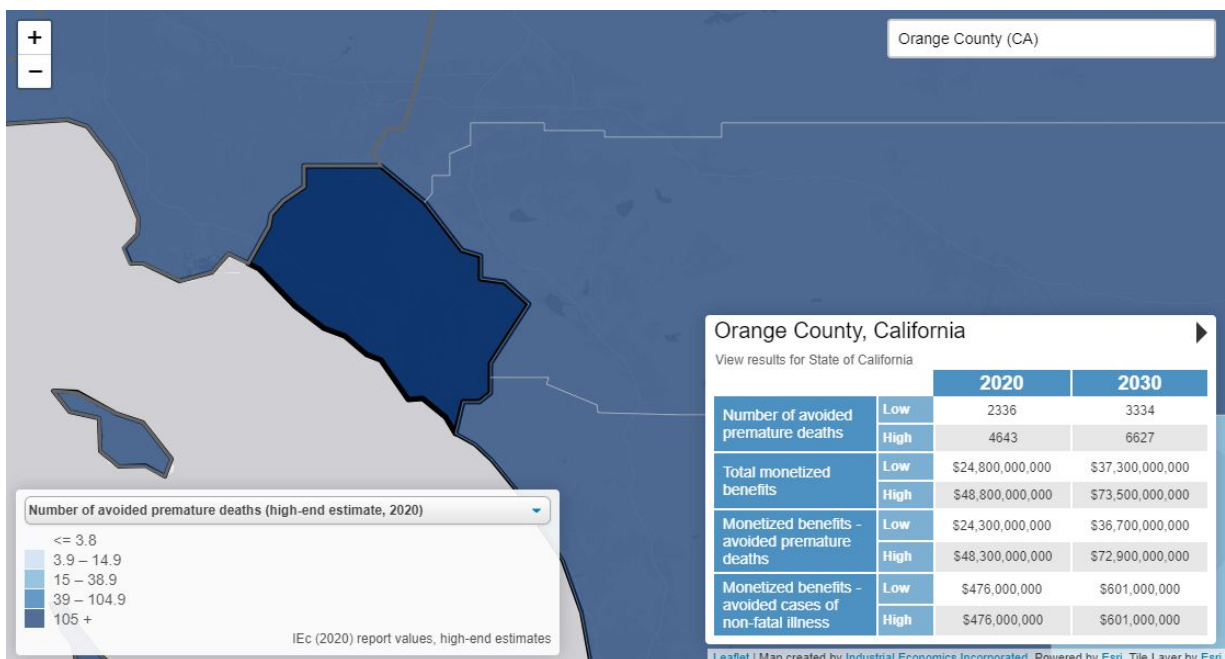 +
−
Orange County (CA)
Orange County, California
View results for State of California
2020 2030
Number of avoided premature deaths Low 2336 3334
High 4643 6627
Total monetized benefits Low $24,800,000,000 $37,300,000,000
High $48,800,000,000 $73,500,000,000
Monetized benefits - avoided premature deaths Low $24,300,000,000 $36,700,000,000
High $48,300,000,000 $72,900,000,000
Monetized benefits - avoided cases of non-fatal illness Low $476,000,000 $601,000,000
High $476,000,000 $601,000,000
Number of avoided premature deaths (high-end estimate, 2020)
<= 3.8
3.9 – 14.9
15 – 38.9
39 – 104.9
105 +
IEc (2020) report values, high-end estimates
Leaflet | Map created by Industrial Economics Incorporated, Powered by Esri, Tile Layer by Esri